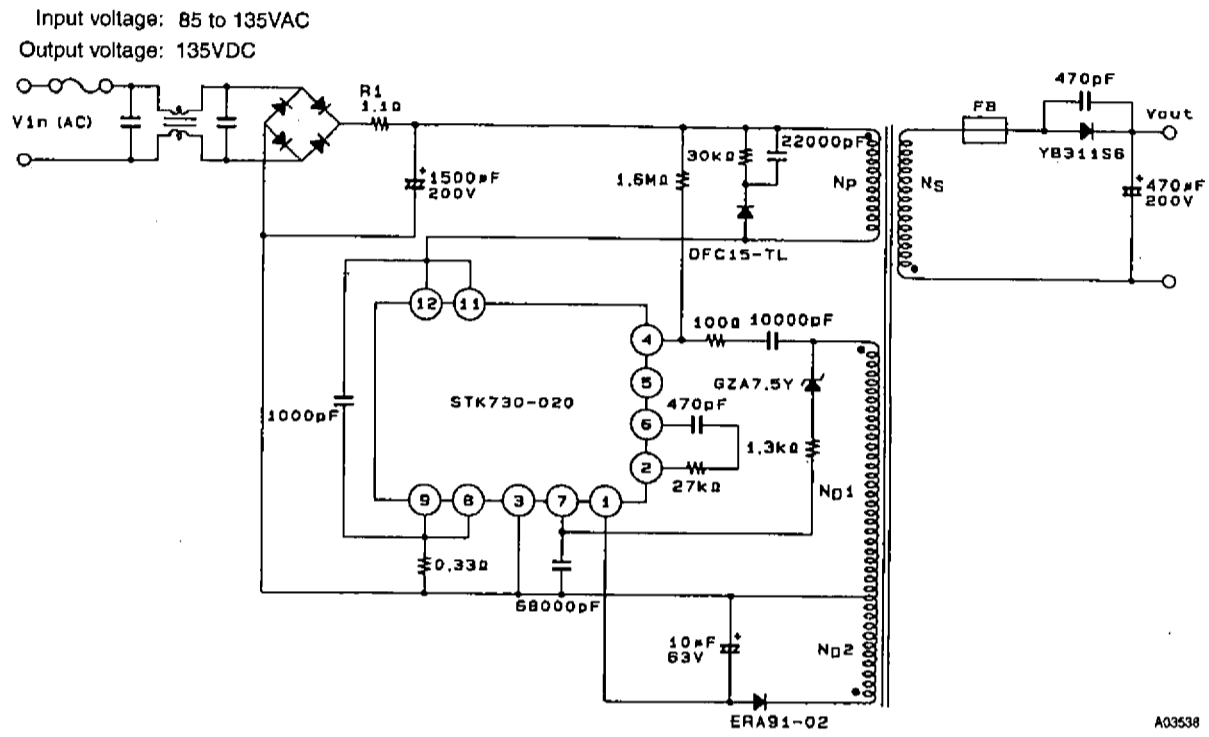 Input voltage: 85 to 135VAC
Output voltage: 135VDC
Vin (AC)
R1
1.1Ω
1500μF
200V
1.6MΩ
30kΩ
22000pF
DFC15-TL
NP
NS
FB
470pF
YB311S6
Vout
+
470μF
200V
+
12
11
4
5
6
2
9
8
3
7
1
STK730-020
1000pF
100Ω
10000pF
GZA7.5Y
470pF
27kΩ
1.3kΩ
ND1
0.33Ω
68000pF
10μF
63V
+
ND2
ERA91-02
A03538